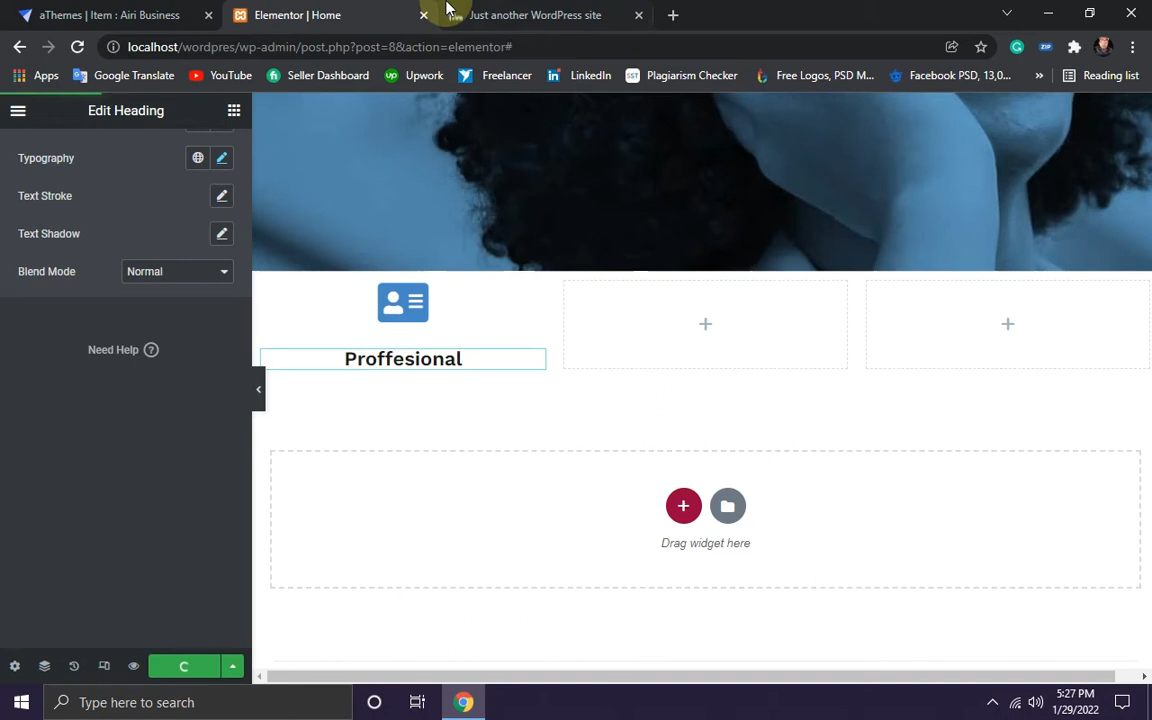 aThemes | Item : Airi Business
Elementor | Home
Just another WordPress site
localhost/wordpres/wp-admin/post.php?post=8&action=elementor#
Apps
Google Translate
YouTube
Seller Dashboard
Upwork
Freelancer
LinkedIn
Plagiarism Checker
Free Logos, PSD M...
Facebook PSD, 13,0...
»
Reading list
Edit Heading
Typography
Text Stroke
Text Shadow
Blend Mode
Normal
Need Help ?
Proffesional
Drag widget here
Type here to search
5:27 PM
1/29/2022